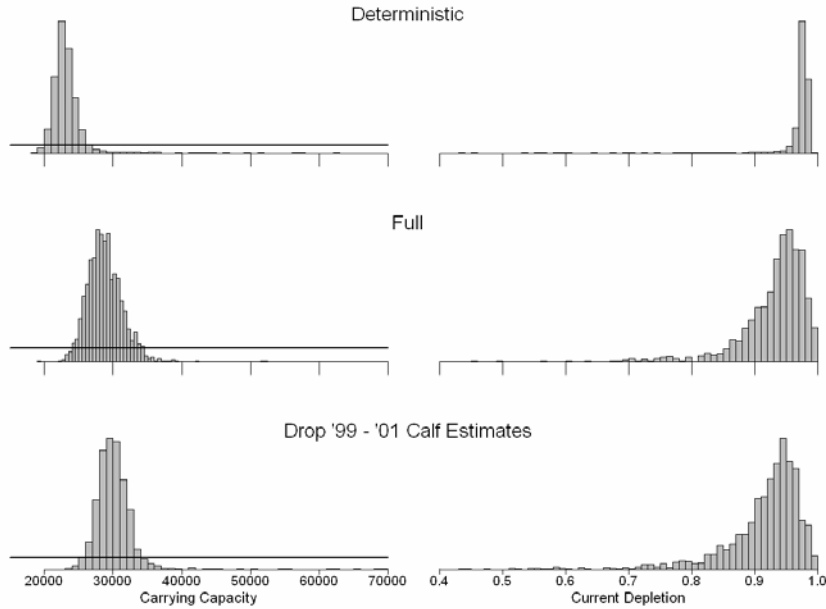 Deterministic
Full
Drop '99 - '01 Calf Estimates
20000 30000 40000 50000 60000 70000
0.4 0.5 0.6 0.7 0.8 0.9 1.0
Carrying Capacity
Current Depletion